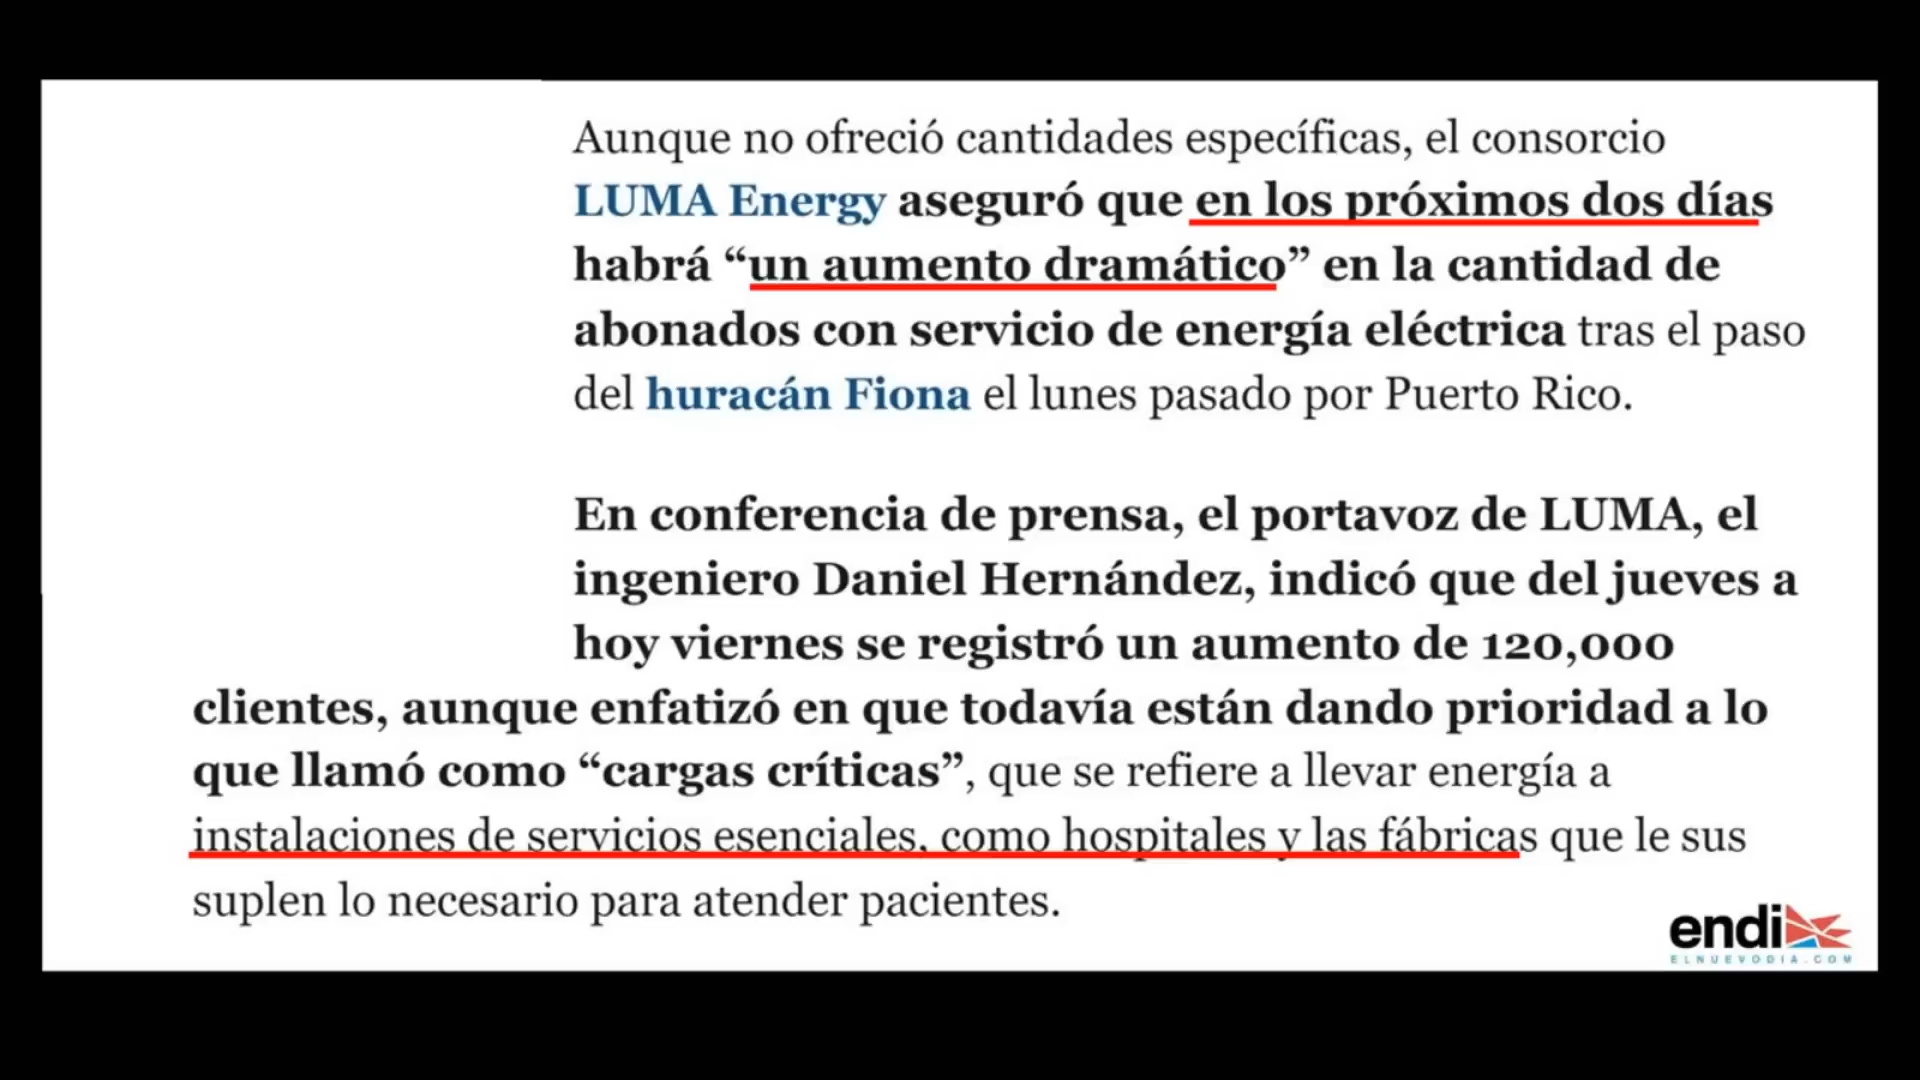 Aunque no ofreció cantidades específicas, el consorcio
LUMA Energy aseguró que en los próximos dos días
habrá “un aumento dramático” en la cantidad de
abonados con servicio de energía eléctrica tras el paso
del huracán Fiona el lunes pasado por Puerto Rico.
En conferencia de prensa, el portavoz de LUMA, el
ingeniero Daniel Hernández, indicó que del jueves a
hoy viernes se registró un aumento de 120,000
clientes, aunque enfatizó en que todavía están dando prioridad a lo
que llamó como “cargas críticas”, que se refiere a llevar energía a
instalaciones de servicios esenciales, como hospitales y las fábricas que le sus
suplen lo necesario para atender pacientes.
endi
ELNUEVODIA.COM